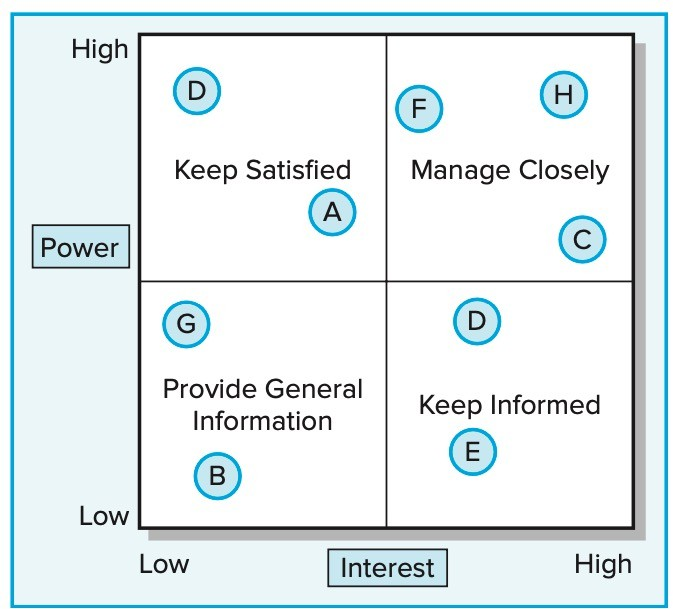 High
D
F
H
Keep Satisfied
Manage Closely
A
C
Power
G
D
Provide General
Information
Keep Informed
E
B
Low
Low
Interest
High